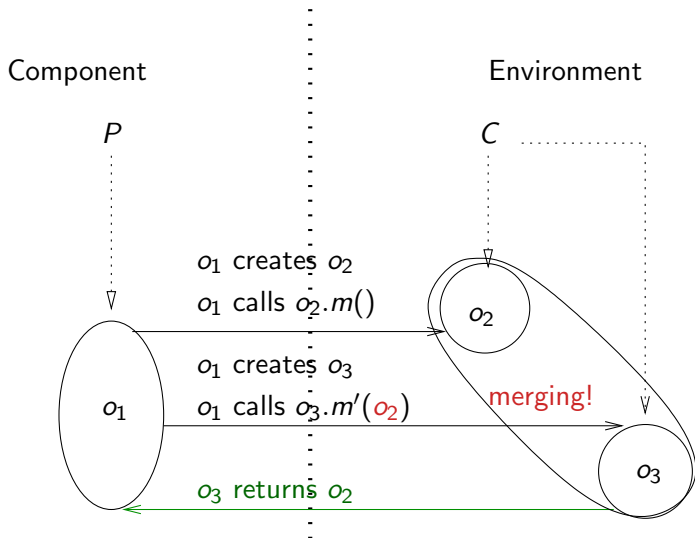 Component
Environment
P
C
o₁ creates o₂
o₁ calls o₂.m()
o₂
o₁ creates o₃
o₁ calls o₃.m′(o₂)
merging!
o₁
o₃
o₃ returns o₂